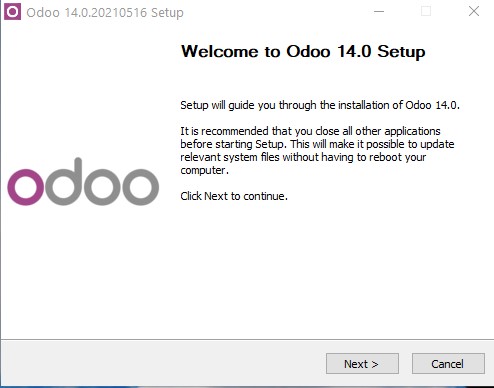 Odoo 14.0.20210516 Setup
Welcome to Odoo 14.0 Setup
Setup will guide you through the installation of Odoo 14.0.
It is recommended that you close all other applications
before starting Setup. This will make it possible to update
relevant system files without having to reboot your
computer.
Click Next to continue.
odoo
Next >
Cancel